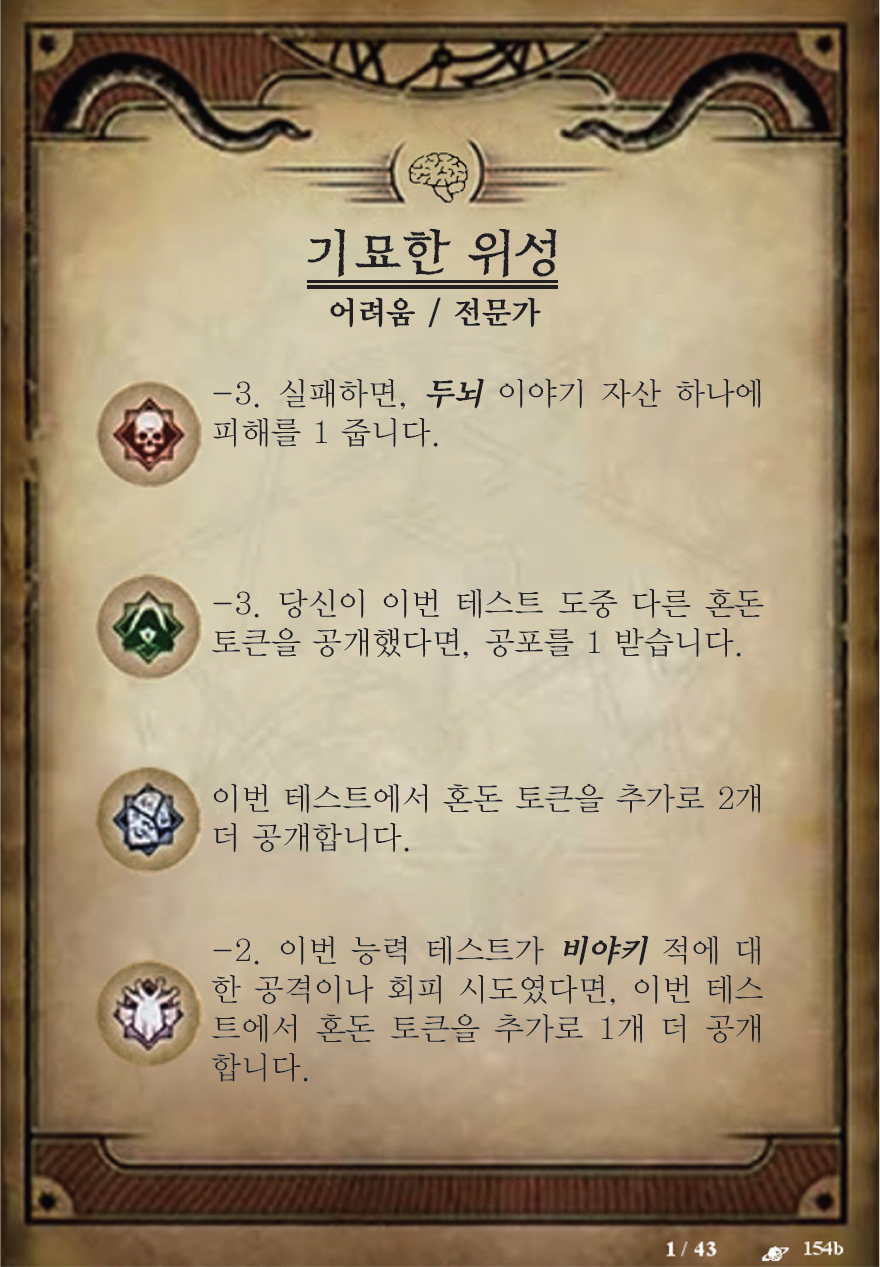 기묘한 위성
어려움 / 전문가
-3. 실패하면, 두뇌 이야기 자산 하나에
피해를 1 줍니다.
-3. 당신이 이번 테스트 도중 다른 혼돈
토큰을 공개했다면, 공포를 1 받습니다.
이번 테스트에서 혼돈 토큰을 추가로 2개
더 공개합니다.
-2. 이번 능력 테스트가 비야키 적에 대
한 공격이나 회피 시도였다면, 이번 테스
트에서 혼돈 토큰을 추가로 1개 더 공개
합니다.
1 / 43 154b